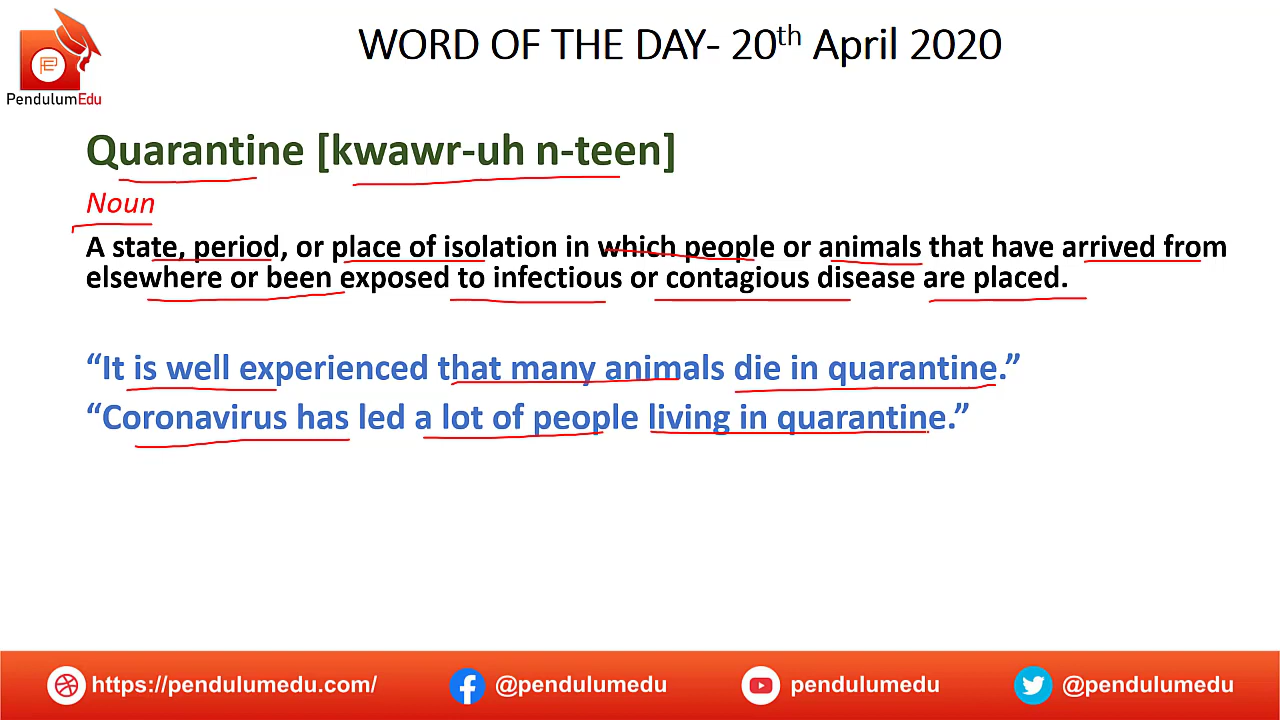 WORD OF THE DAY- 20th April 2020
PendulumEdu
Quarantine [kwawr-uh n-teen]
Noun
A state, period, or place of isolation in which people or animals that have arrived from
elsewhere or been exposed to infectious or contagious disease are placed.
“It is well experienced that many animals die in quarantine.”
“Coronavirus has led a lot of people living in quarantine.”
https://pendulumedu.com/ @pendulumedu pendulumedu @pendulumedu